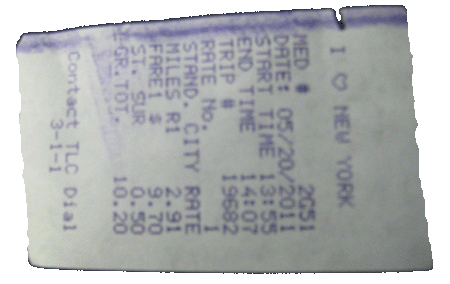 I ♡ NEW YORK
MED # 2G51
DATE: 05/20/2011
START TIME 13:55
END TIME 14:07
TRIP # 19682
RATE No. 1
STAND. CITY RATE
MILES R1 2.91
FARE1 $ 9.70
ST. SUR 0.50
GR.TOT. 10.20
Contact TLC Dial
3-1-1